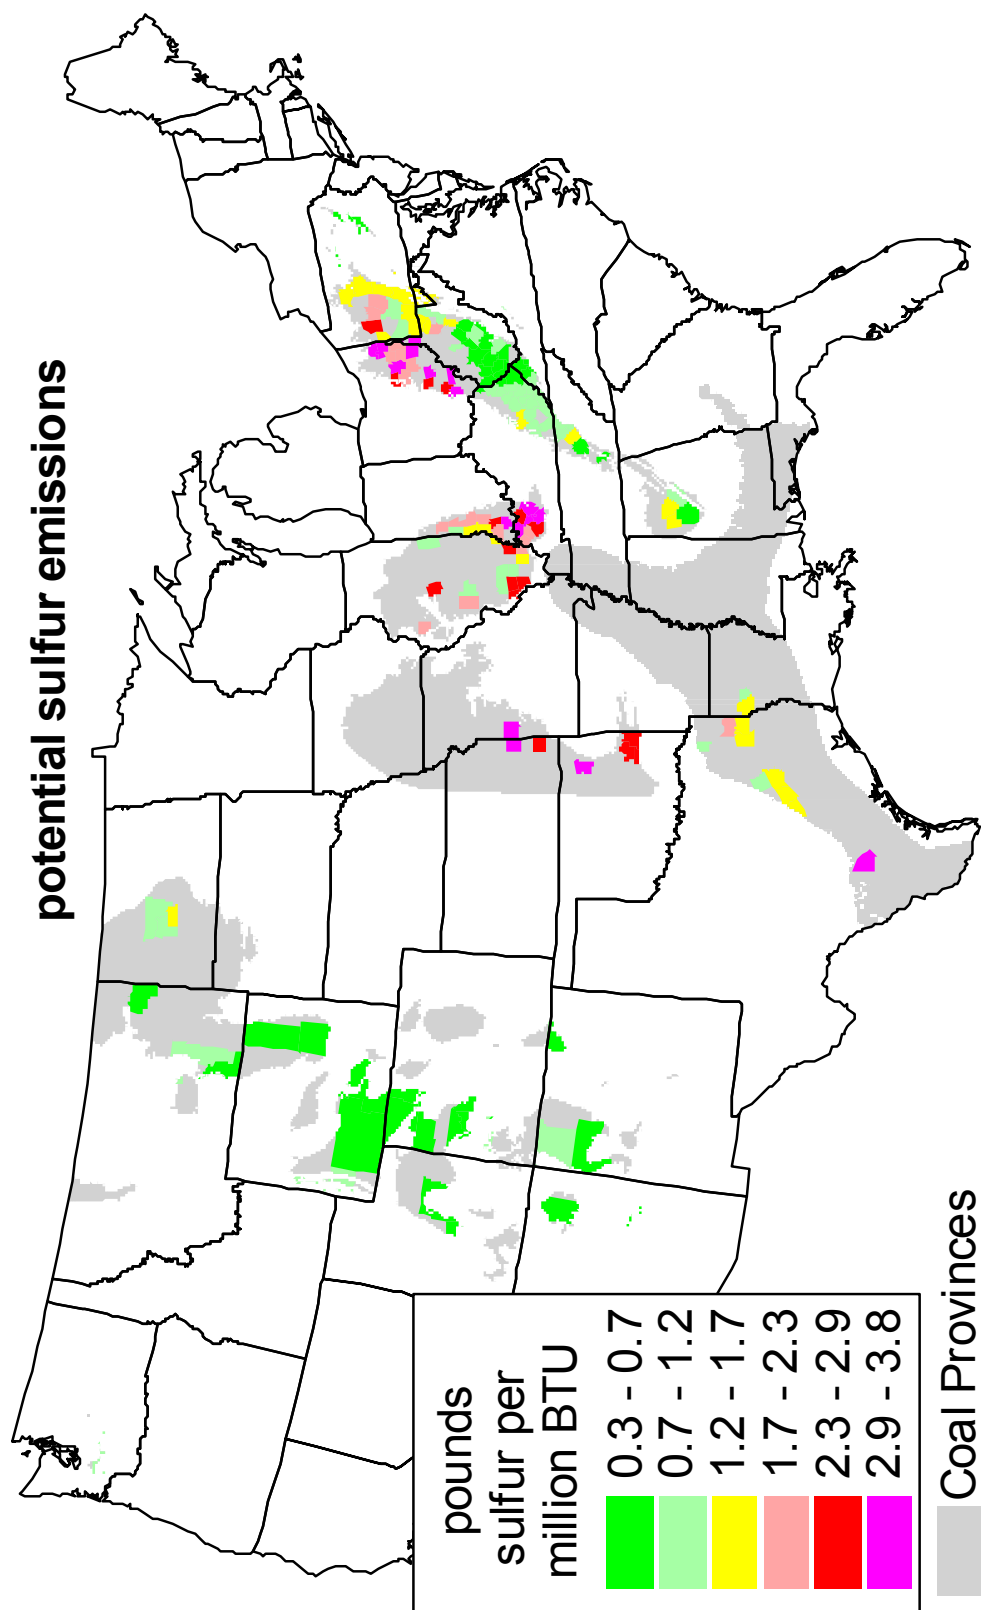 potential sulfur emissions
pounds
sulfur per
million BTU
0.3 - 0.7
0.7 - 1.2
1.2 - 1.7
1.7 - 2.3
2.3 - 2.9
2.9 - 3.8
Coal Provinces